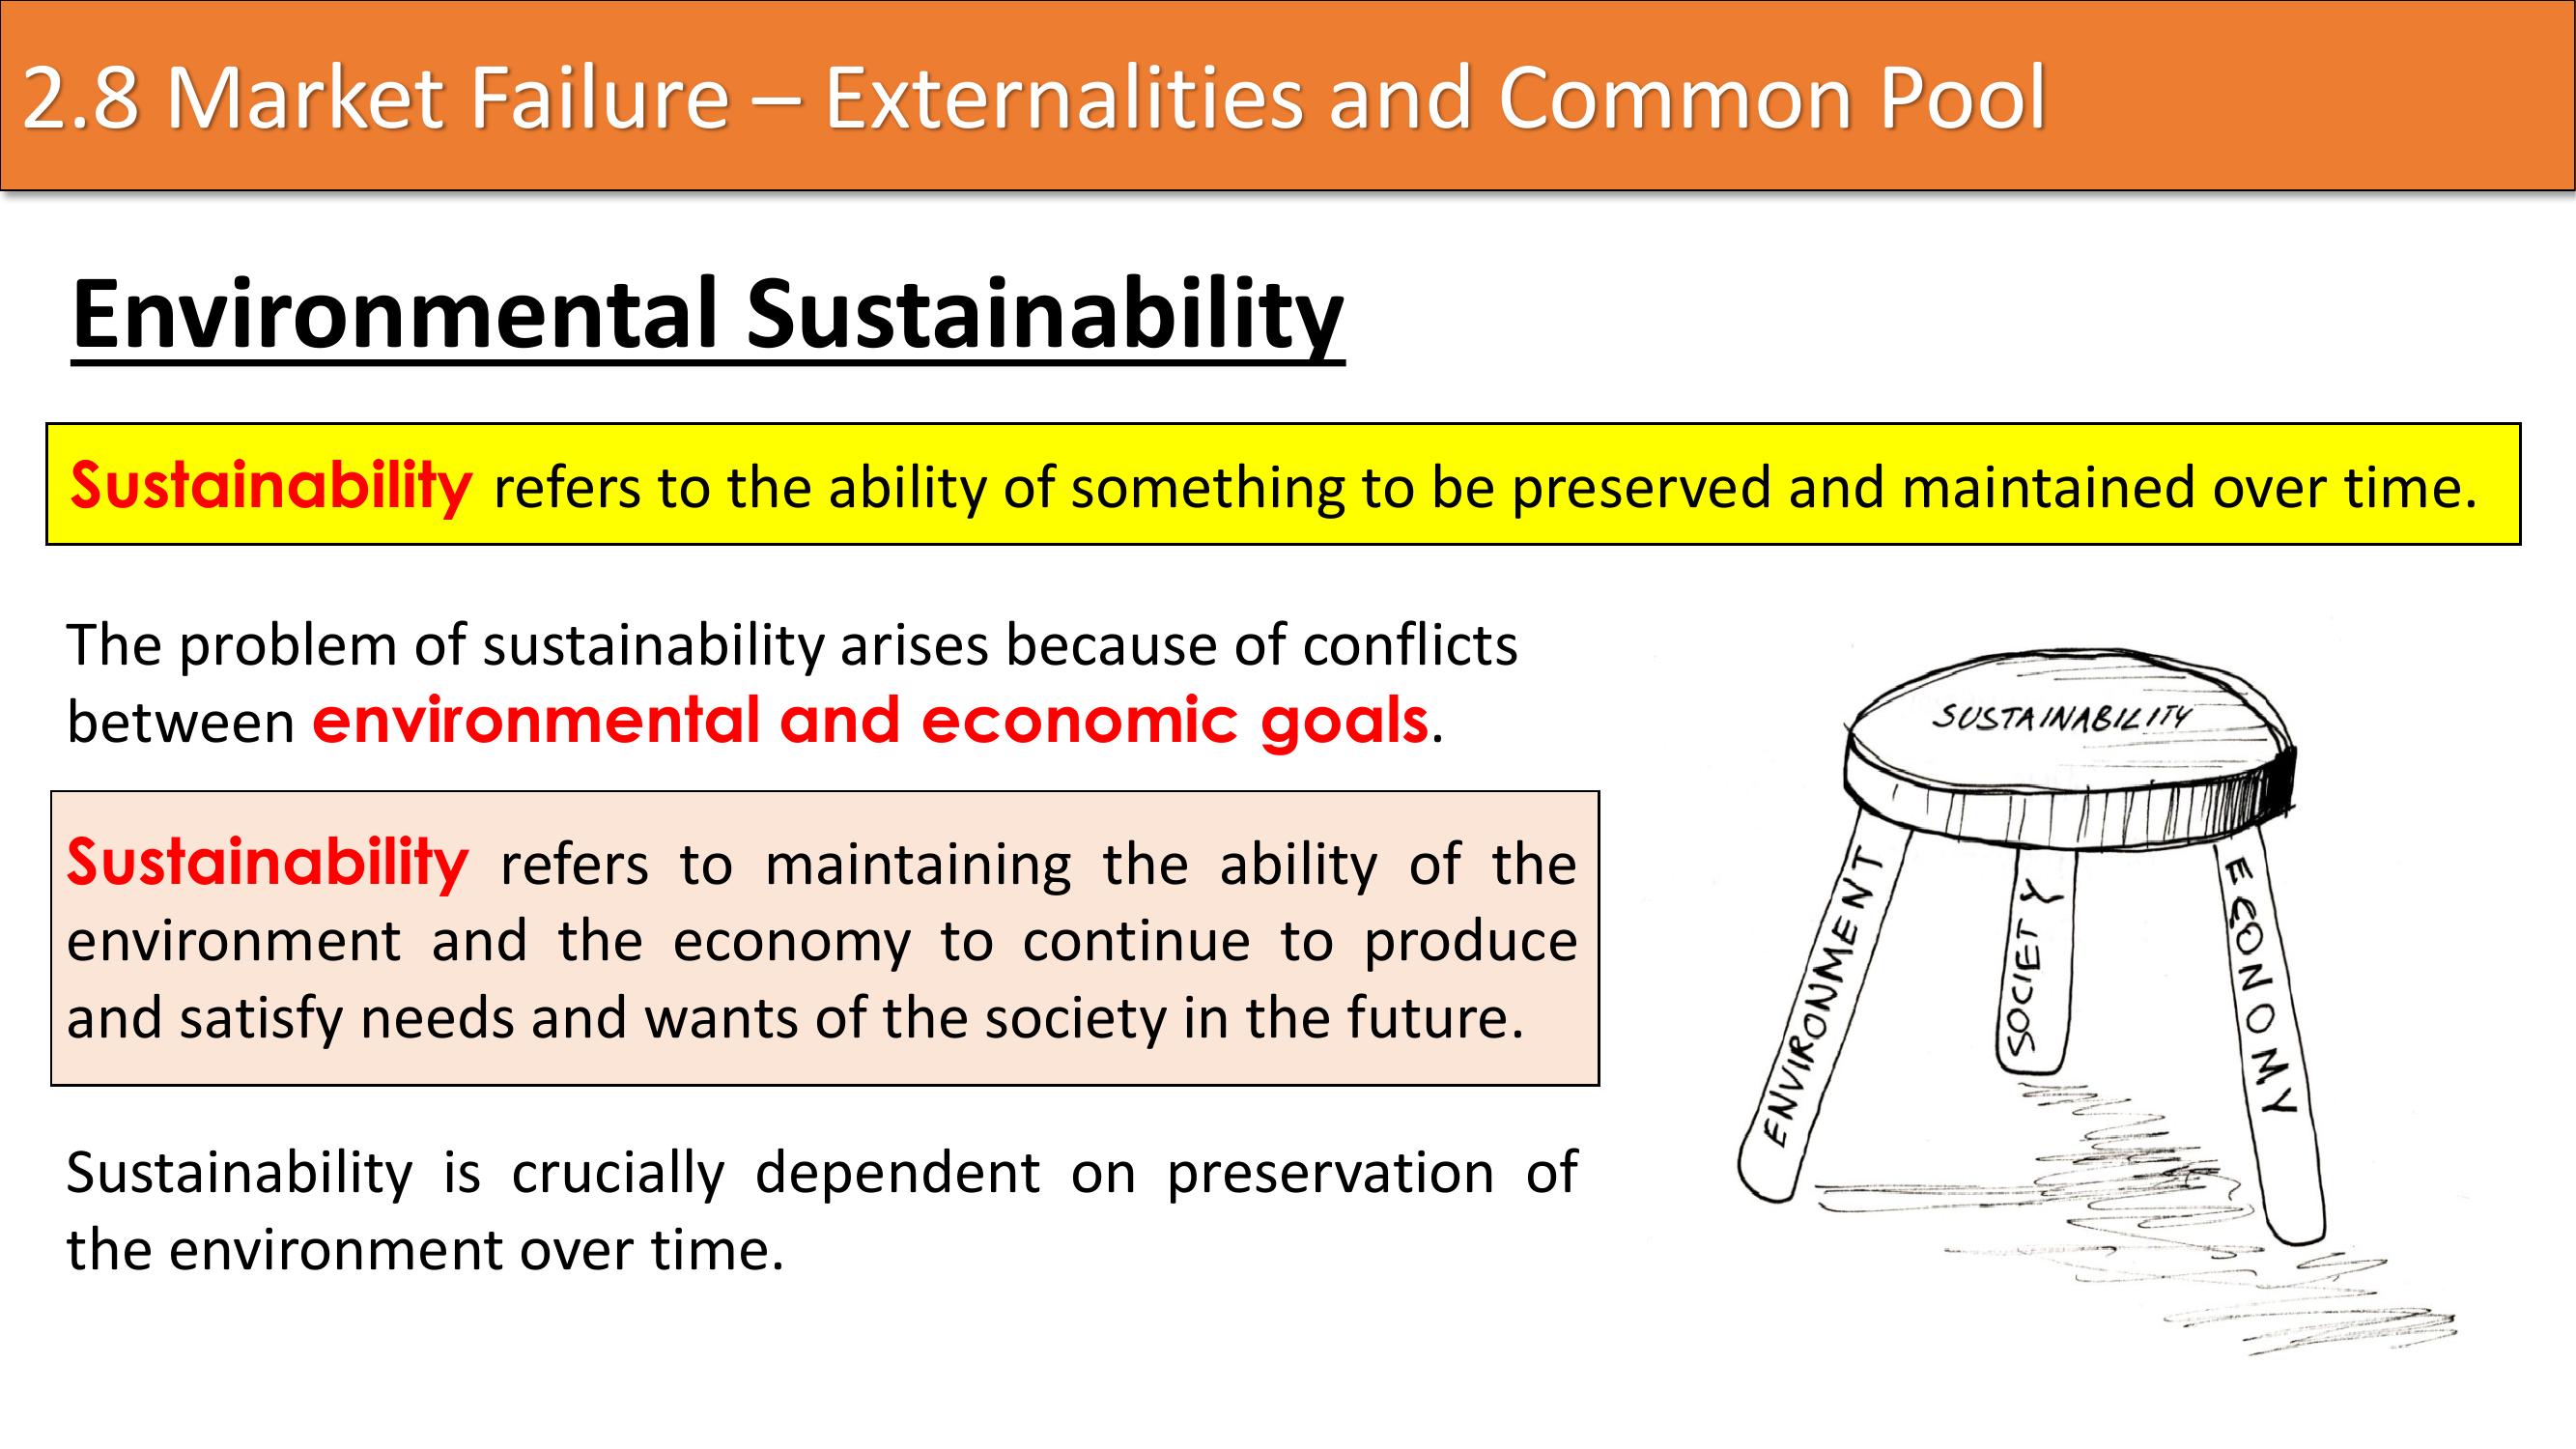 2.8 Market Failure – Externalities and Common Pool
Environmental Sustainability
Sustainability refers to the ability of something to be preserved and maintained over time.
The problem of sustainability arises because of conflicts
between environmental and economic goals.
Sustainability refers to maintaining the ability of the
environment and the economy to continue to produce
and satisfy needs and wants of the society in the future.
Sustainability is crucially dependent on preservation of
the environment over time.
SUSTAINABILITY
ENVIRONMENT
SOCIETY
ECONOMY